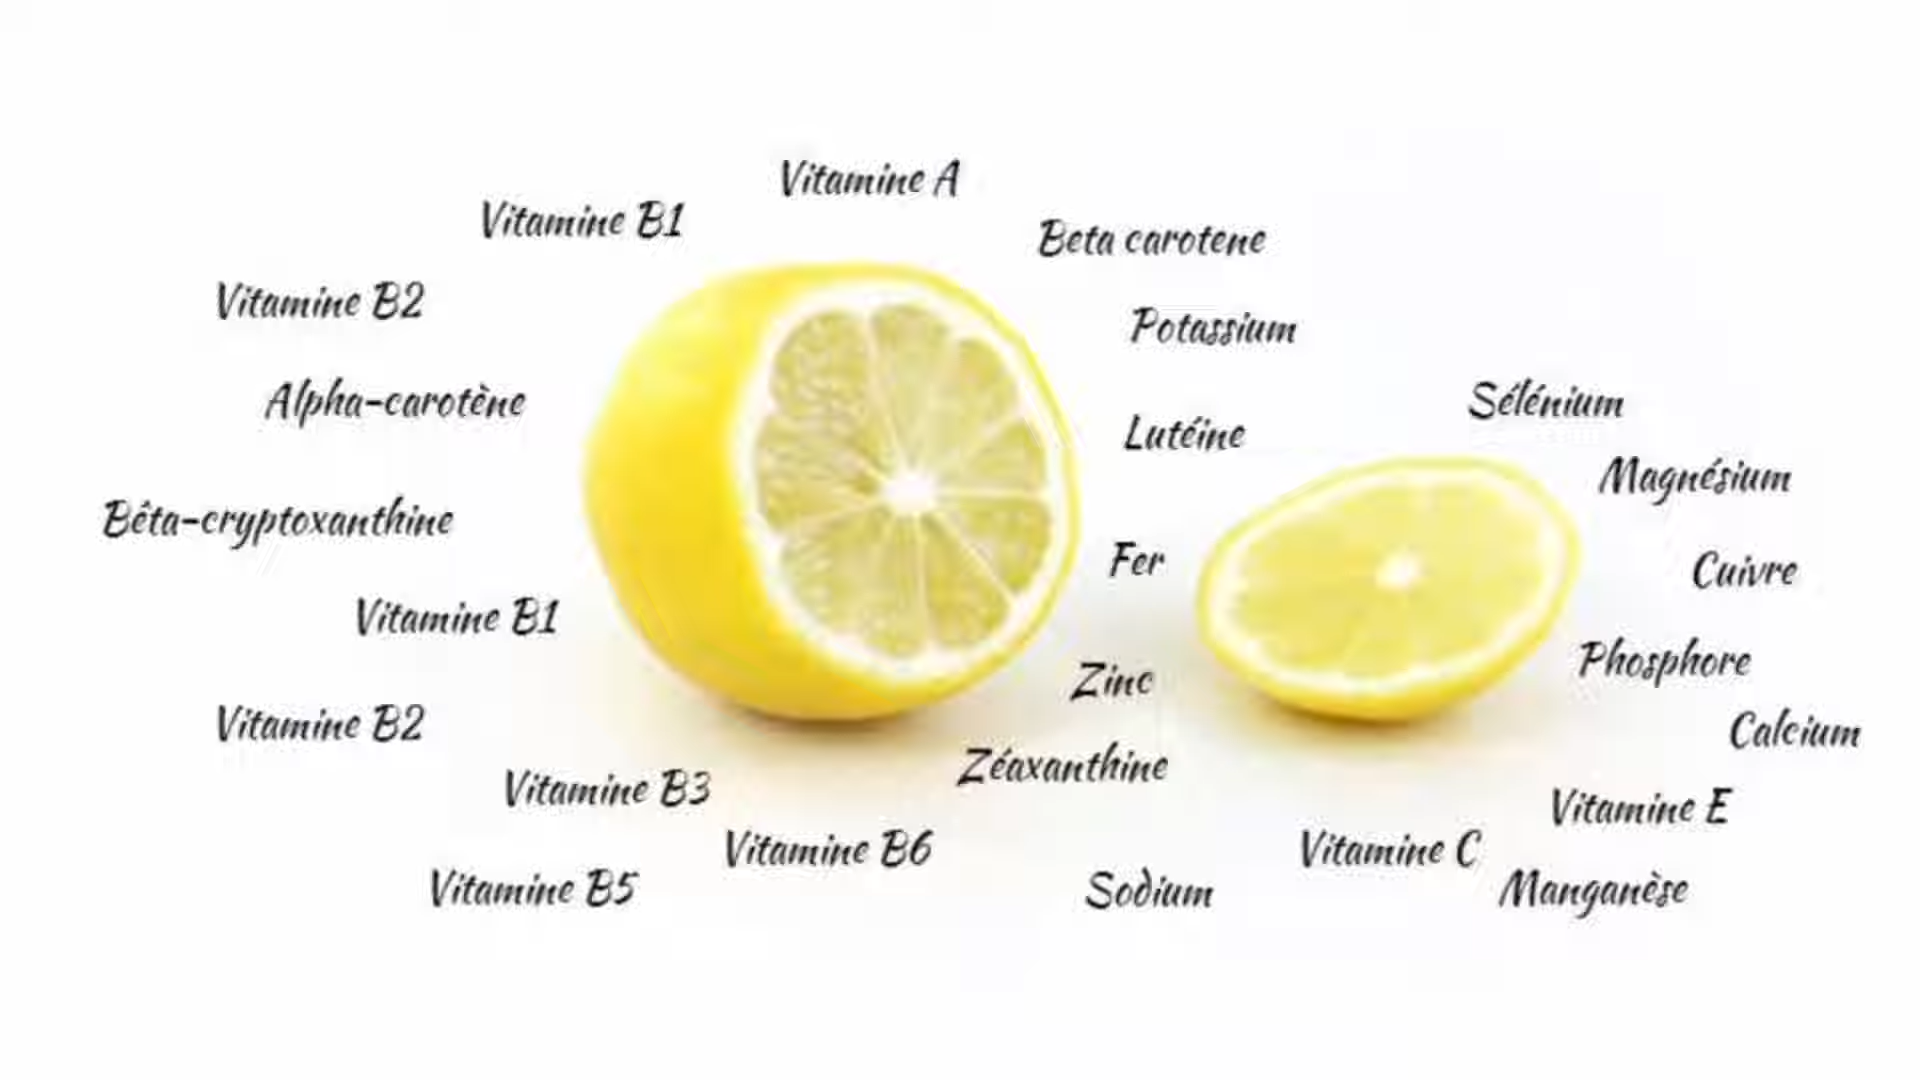 Vitamine A
Vitamine B1
Beta carotene
Vitamine B2
Potassium
Alpha-carotène
Sélénium
Lutéine
Magnésium
Bêta-cryptoxanthine
Fer
Cuivre
Vitamine B1
Phosphore
Zinc
Vitamine B2
Calcium
Zéaxanthine
Vitamine B3
Vitamine E
Vitamine B6
Vitamine C
Vitamine B5
Sodium
Manganèse